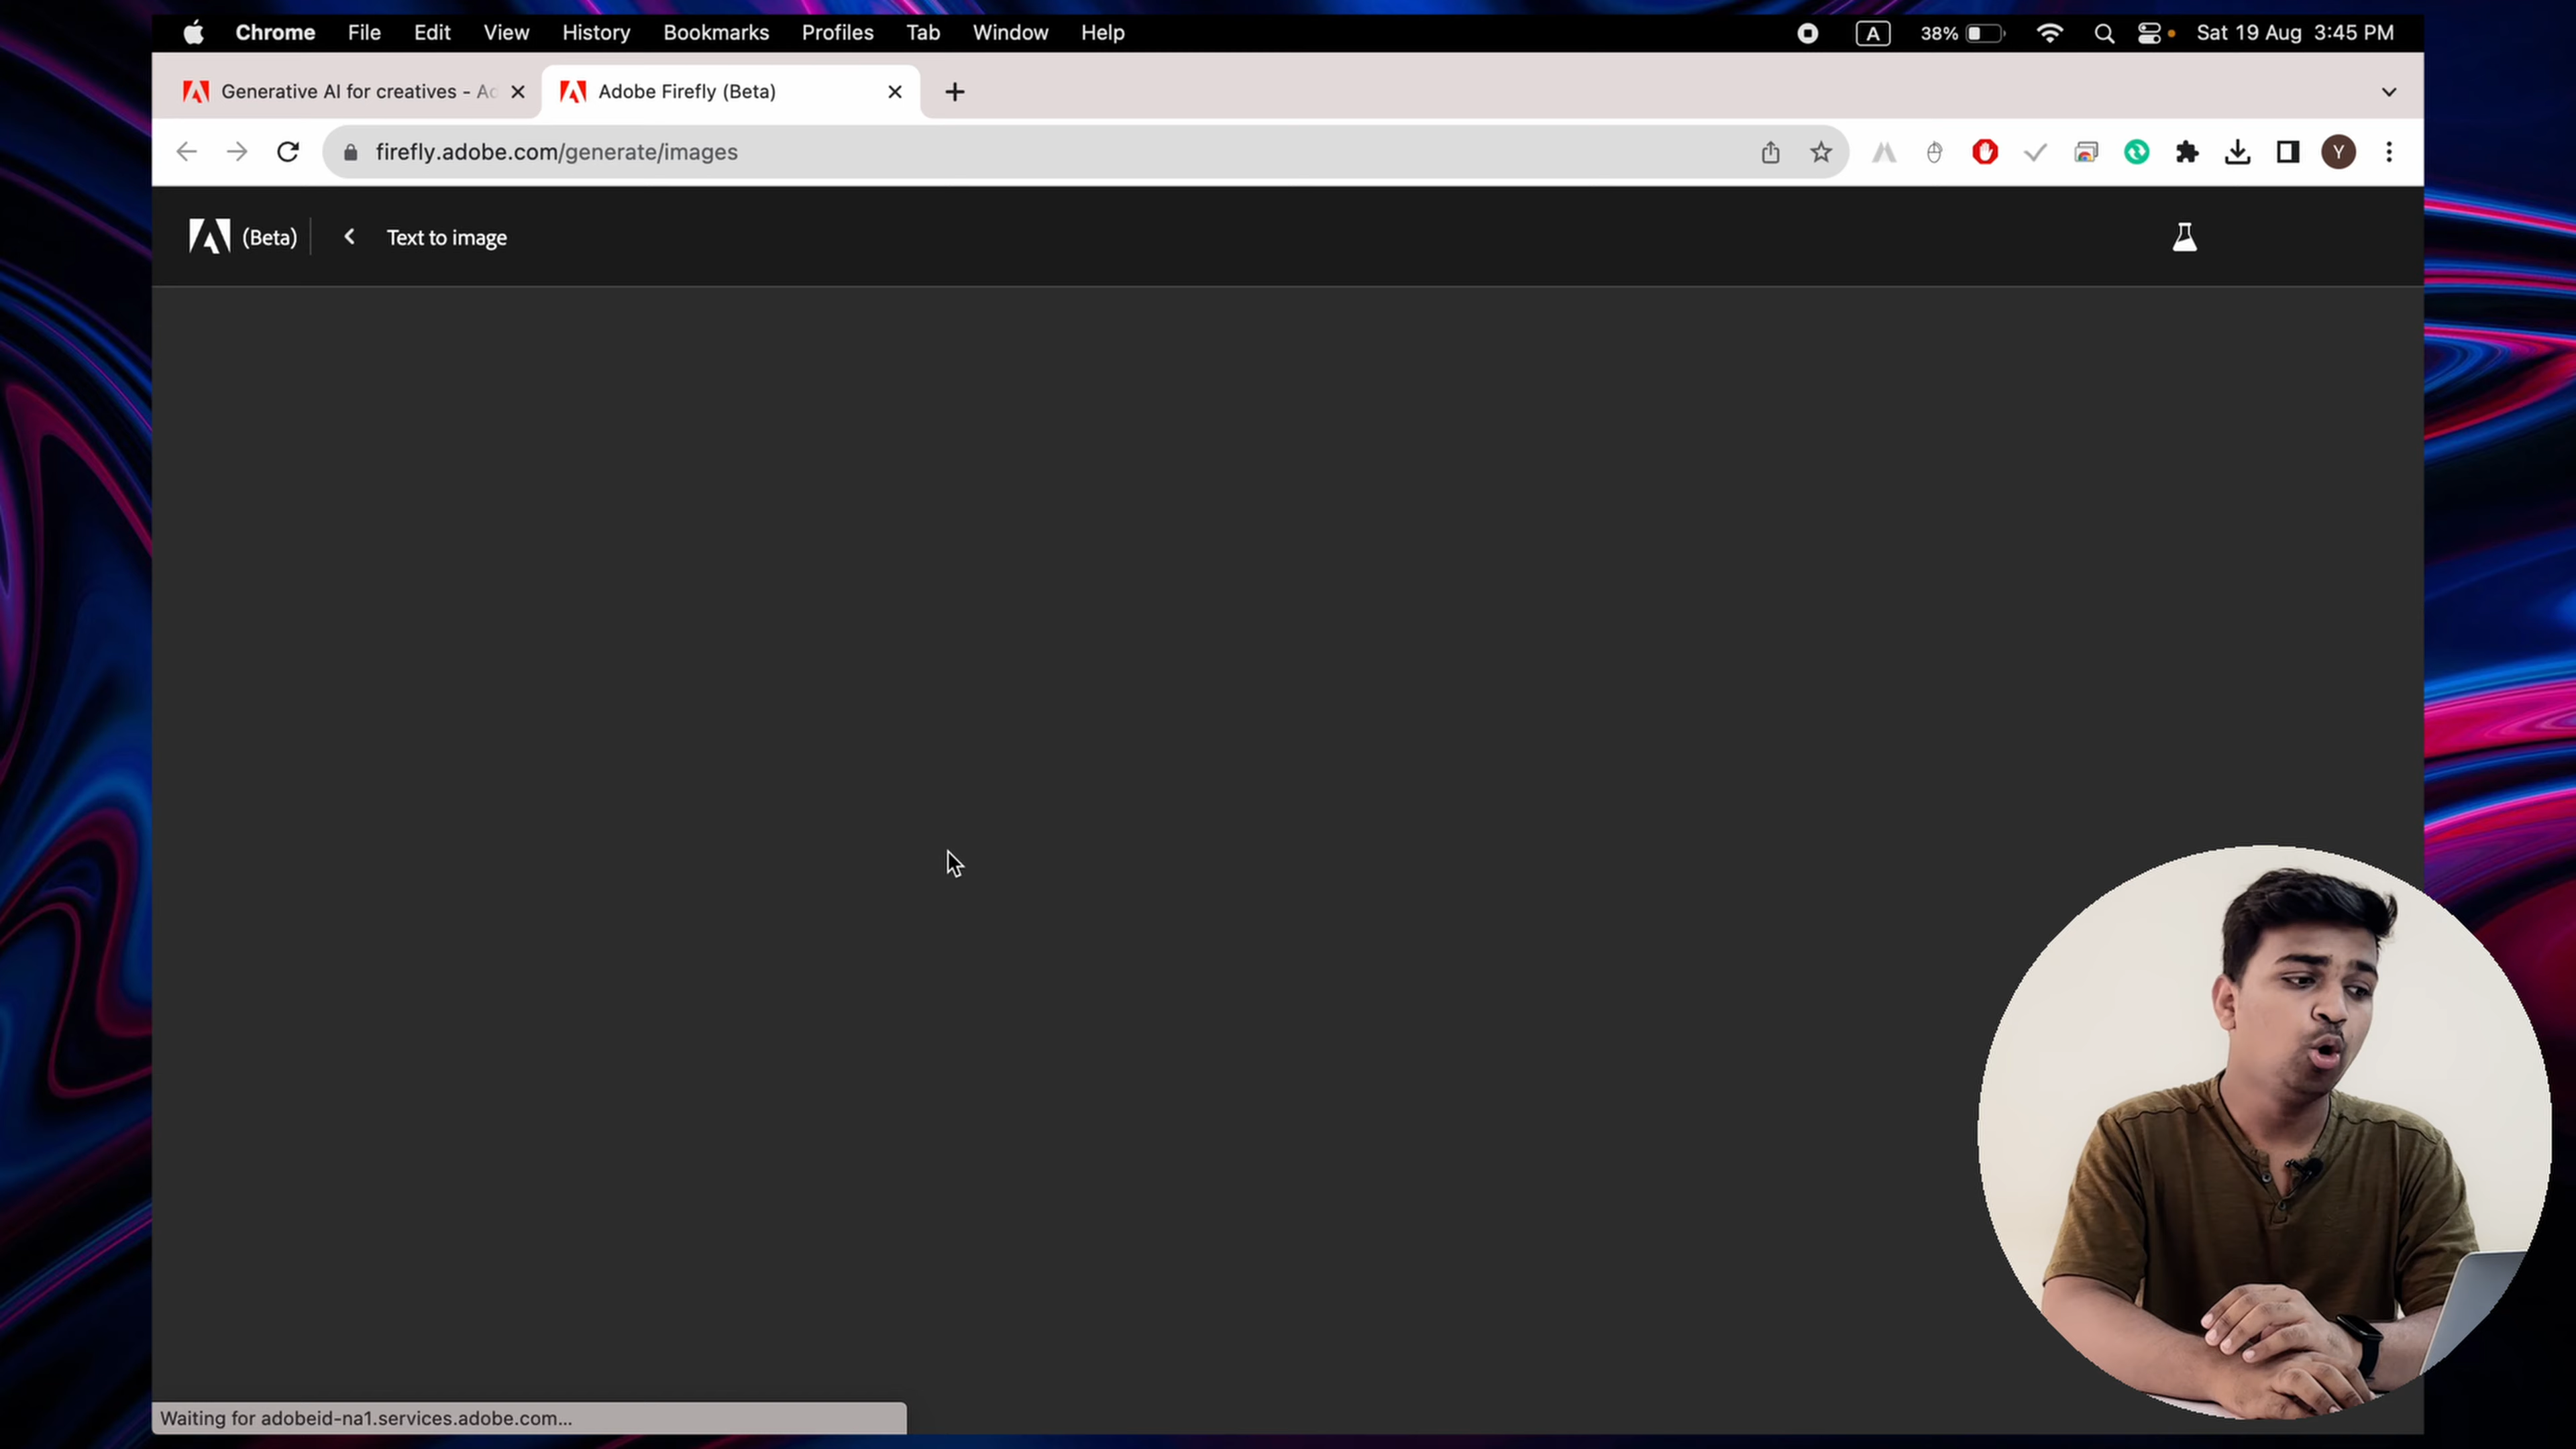 Chrome File Edit View History Bookmarks Profiles Tab Window Help A 38% Sat 19 Aug 3:45 PM
Generative AI for creatives - Ad Adobe Firefly (Beta)
firefly.adobe.com/generate/images Y
(Beta) Text to image
Waiting for adobeid-na1.services.adobe.com...